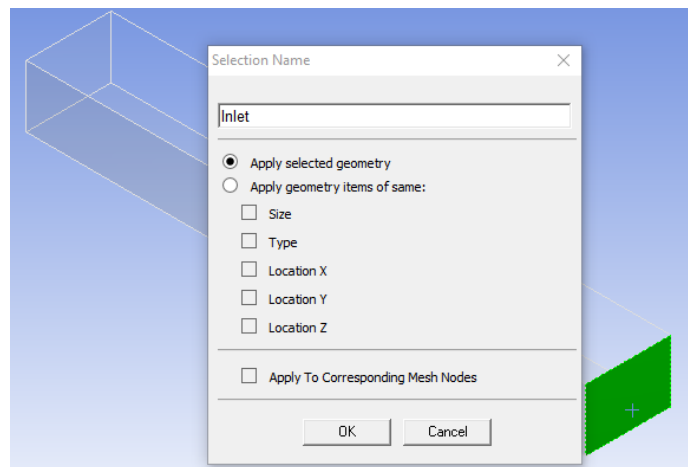 Selection Name
Inlet
Apply selected geometry
Apply geometry items of same:
Size
Type
Location X
Location Y
Location Z
Apply To Corresponding Mesh Nodes
OK Cancel